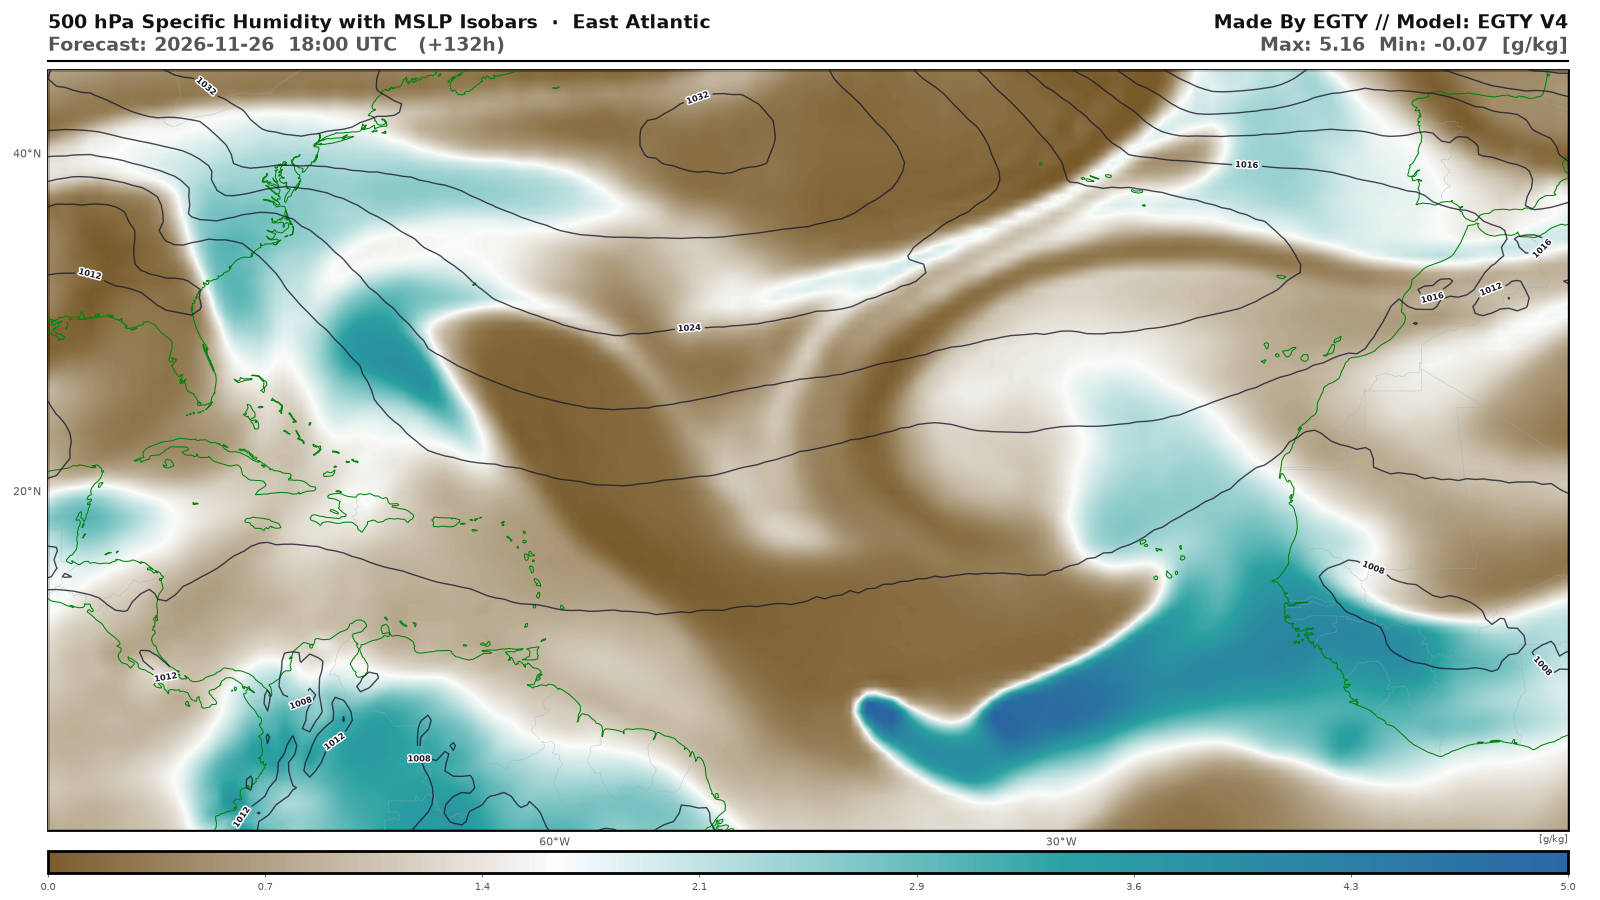 500 hPa Specific Humidity with MSLP Isobars · East Atlantic
Made By EGTY // Model: EGTY V4
Forecast: 2026-11-26 18:00 UTC (+132h)
Max: 5.16 Min: -0.07 [g/kg]
1032
1032
40°N
1016
1016
1012
1012
1016
1024
20°N
1008
1008
1012
1008
1012
1008
1012
60°W
30°W
[g/kg]
0.0 0.7 1.4 2.1 2.9 3.6 4.3 5.0